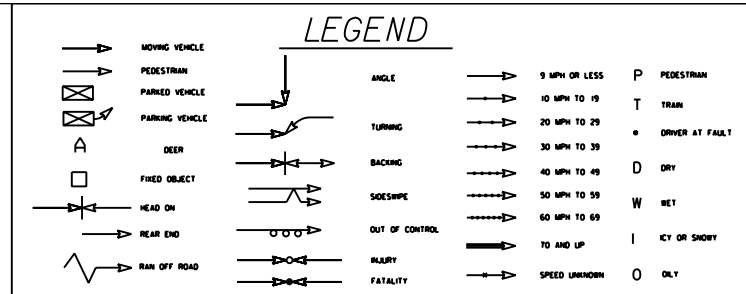 LEGEND
MOVING VEHICLE
PEDESTRIAN
PARKED VEHICLE
PARKING VEHICLE
A DEER
FIXED OBJECT
HEAD ON
REAR END
RAN OFF ROAD
ANGLE
TURNING
BACKING
SIDESWIPE
OUT OF CONTROL
INJURY
FATALITY
9 MPH OR LESS
10 MPH TO 19
20 MPH TO 29
30 MPH TO 39
40 MPH TO 49
50 MPH TO 59
60 MPH TO 69
70 AND UP
SPEED UNKNOWN
P PEDESTRIAN
T TRAIN
DRIVER AT FAULT
D DRY
W WET
I ICY OR SNOWY
O OILY